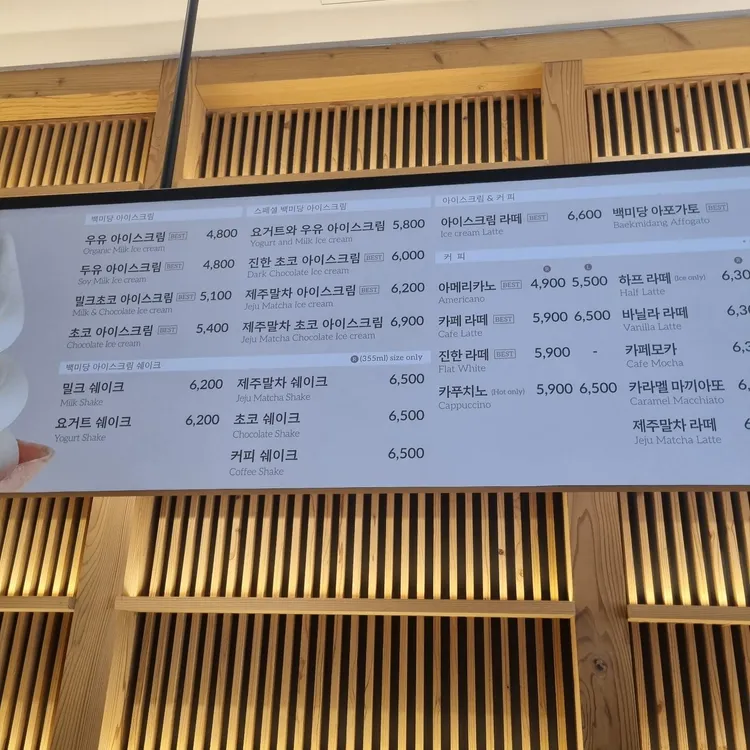 백미당 아이스크림
우유 아이스크림 BEST 4,800
Organic Milk Ice cream
두유 아이스크림 BEST 4,800
Soy Milk Ice cream
밀크초코 아이스크림 BEST 5,100
Milk & Chocolate Ice cream
초코 아이스크림 BEST 5,400
Chocolate Ice cream
스페셜 백미당 아이스크림
요거트와 우유 아이스크림 5,800
Yogurt and Milk Ice cream
진한 초코 아이스크림 BEST 6,000
Dark Chocolate Ice cream
제주말차 아이스크림 BEST 6,200
Jeju Matcha Ice cream
제주말차 초코 아이스크림 6,900
Jeju Matcha Chocolate Ice cream
백미당 아이스크림 쉐이크 R (355ml) size only
밀크 쉐이크 6,200
Milk Shake
요거트 쉐이크 6,200
Yogurt Shake
제주말차 쉐이크 6,500
Jeju Matcha Shake
초코 쉐이크 6,500
Chocolate Shake
커피 쉐이크 6,500
Coffee Shake
아이스크림 & 커피
아이스크림 라떼 BEST 6,600
Ice cream Latte
백미당 아포가토 BEST
Baekmidang Affogato
커 피
R L
아메리카노 BEST 4,900 5,500
Americano
카페 라떼 BEST 5,900 6,500
Cafe Latte
진한 라떼 BEST 5,900 -
Flat White
카푸치노 (Hot only) 5,900 6,500
Cappuccino
R
하프 라떼 (Ice only) 6,30
Half Latte
바닐라 라떼 6,3
Vanilla Latte
카페모카 6,3
Cafe Mocha
카라멜 마끼아또 6,
Caramel Macchiato
제주말차 라떼 6
Jeju Matcha Latte